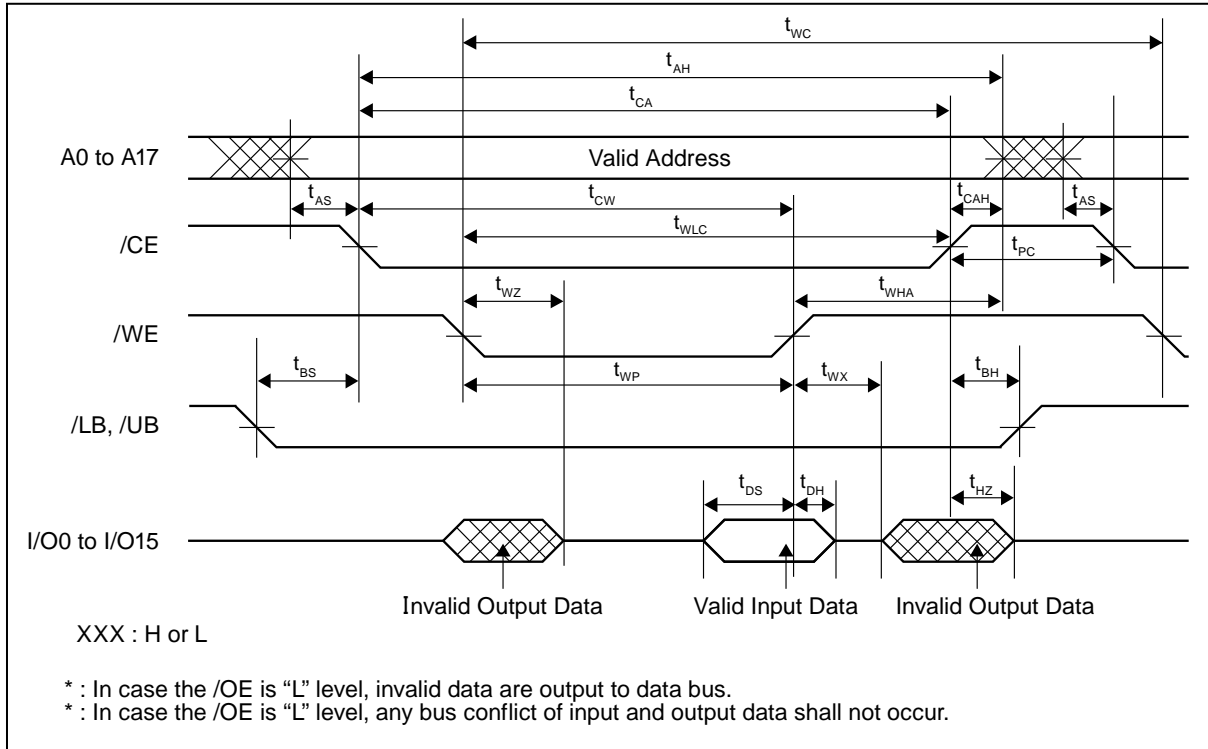 tWC
tAH
tCA
A0 to A17
Valid Address
tAS
tCW
tCAH
tAS
/CE
tWLC
tPC
tWZ
tWHA
/WE
tBS
tWP
tWX
tBH
/LB, /UB
tDS
tDH
tHZ
I/O0 to I/O15
Invalid Output Data
Valid Input Data
Invalid Output Data
XXX : H or L
* : In case the /OE is “L” level, invalid data are output to data bus.
* : In case the /OE is “L” level, any bus conflict of input and output data shall not occur.